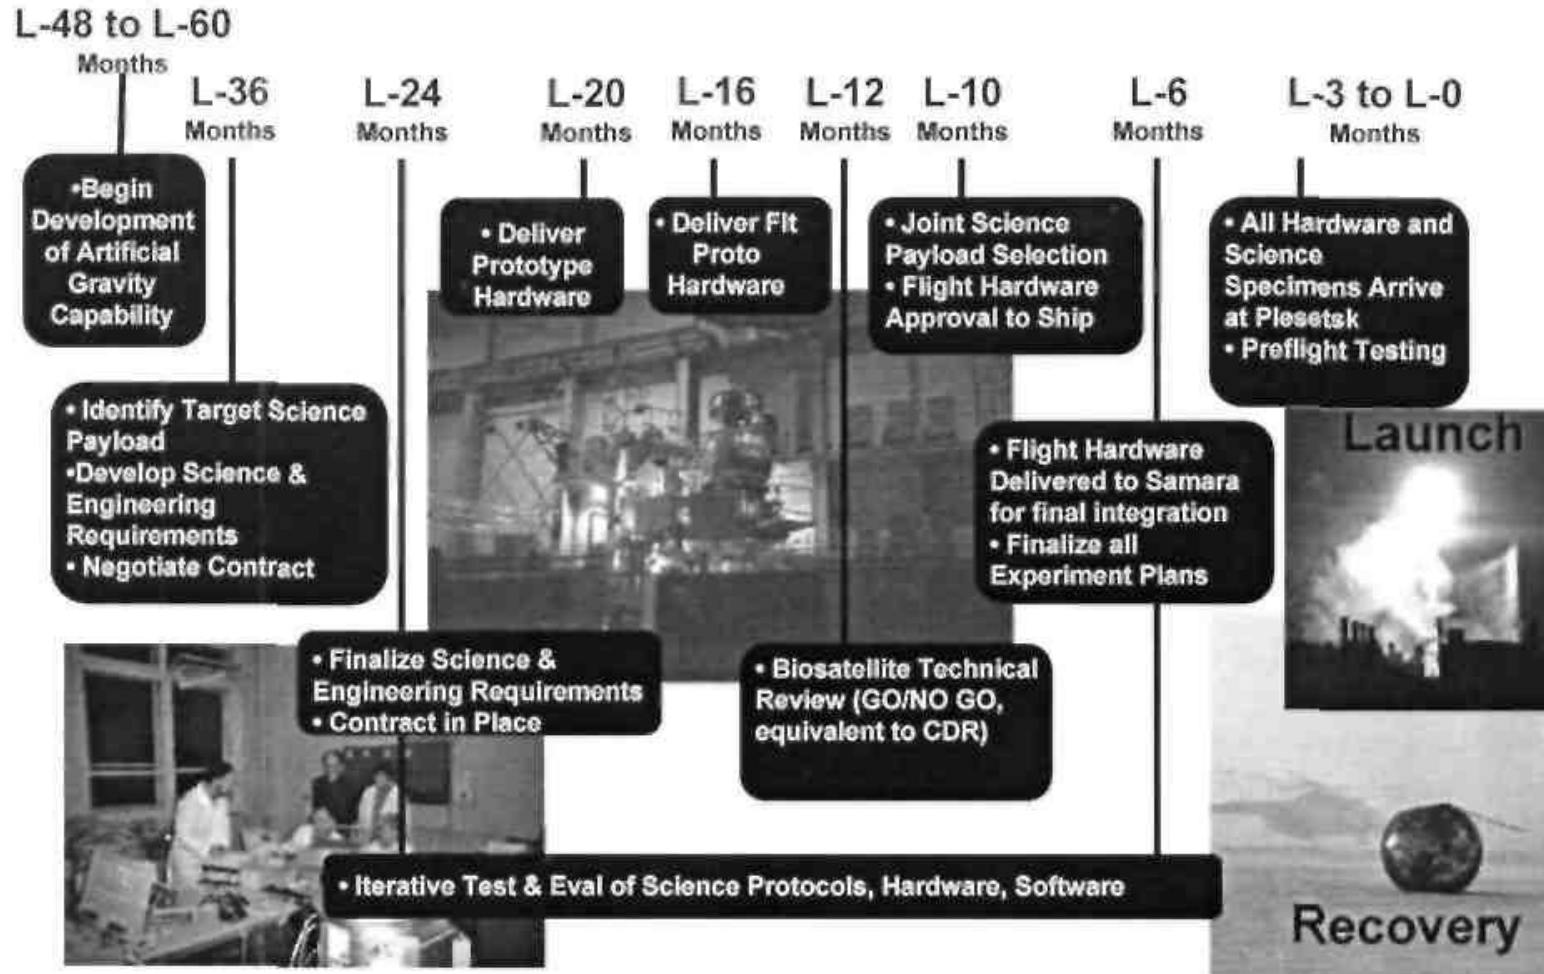 L-48 to L-60
Months
L-36
Months
L-24
Months
L-20
Months
L-16
Months
L-12
Months
L-10
Months
L-6
Months
L-3 to L-0
Months
•Begin
Development
of Artificial
Gravity
Capability
• Identify Target Science
Payload
•Develop Science &
Engineering
Requirements
• Negotiate Contract
• Finalize Science &
Engineering Requirements
• Contract in Place
• Deliver
Prototype
Hardware
• Deliver Flt
Proto
Hardware
• Biosatellite Technical
Review (GO/NO GO,
equivalent to CDR)
• Joint Science
Payload Selection
• Flight Hardware
Approval to Ship
• Flight Hardware
Delivered to Samara
for final integration
• Finalize all
Experiment Plans
• All Hardware and
Science
Specimens Arrive
at Plesetsk
• Preflight Testing
Launch
• Iterative Test & Eval of Science Protocols, Hardware, Software
Recovery